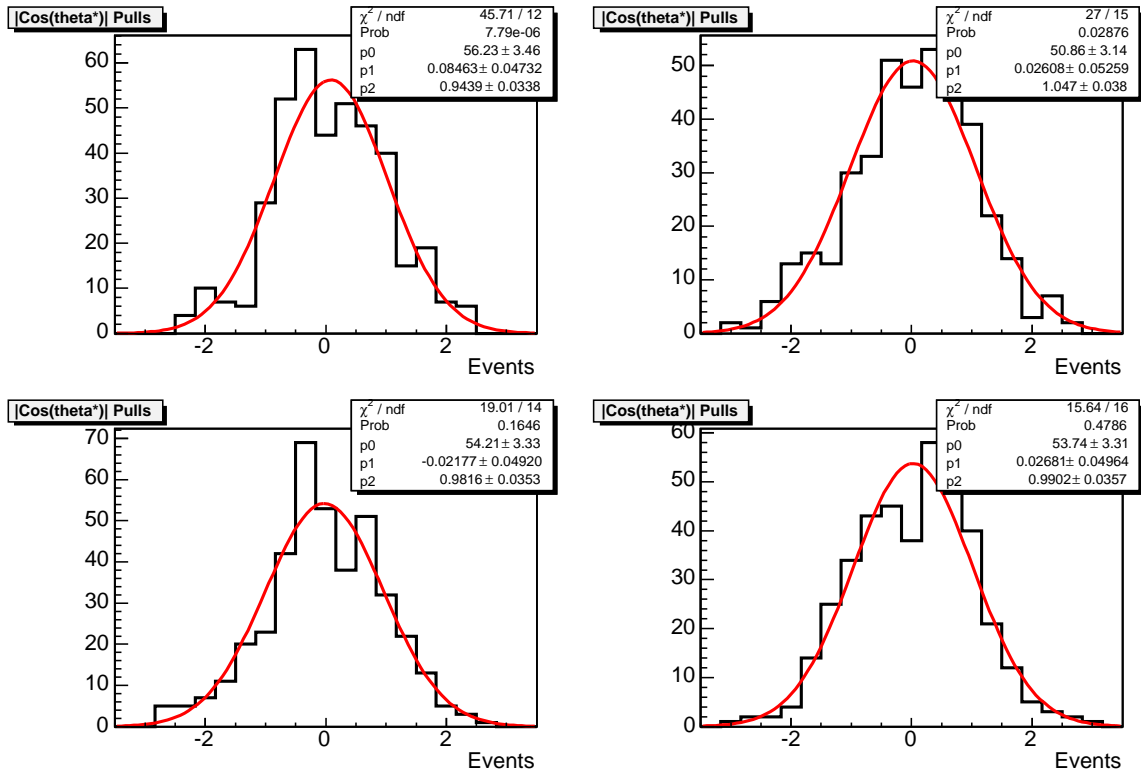 |Cos(theta*)| Pulls
χ² / ndf 45.71 / 12
Prob 7.79e-06
p0 56.23 ± 3.46
p1 0.08463 ± 0.04732
p2 0.9439 ± 0.0338
60
50
40
30
20
10
0
-2 0 2
Events
|Cos(theta*)| Pulls
χ² / ndf 27 / 15
Prob 0.02876
p0 50.86 ± 3.14
p1 0.02608 ± 0.05259
p2 1.047 ± 0.038
50
40
30
20
10
0
-2 0 2
Events
|Cos(theta*)| Pulls
χ² / ndf 19.01 / 14
Prob 0.1646
p0 54.21 ± 3.33
p1 -0.02177 ± 0.04920
p2 0.9816 ± 0.0353
70
60
50
40
30
20
10
0
-2 0 2
Events
|Cos(theta*)| Pulls
χ² / ndf 15.64 / 16
Prob 0.4786
p0 53.74 ± 3.31
p1 0.02681 ± 0.04964
p2 0.9902 ± 0.0357
60
50
40
30
20
10
0
-2 0 2
Events